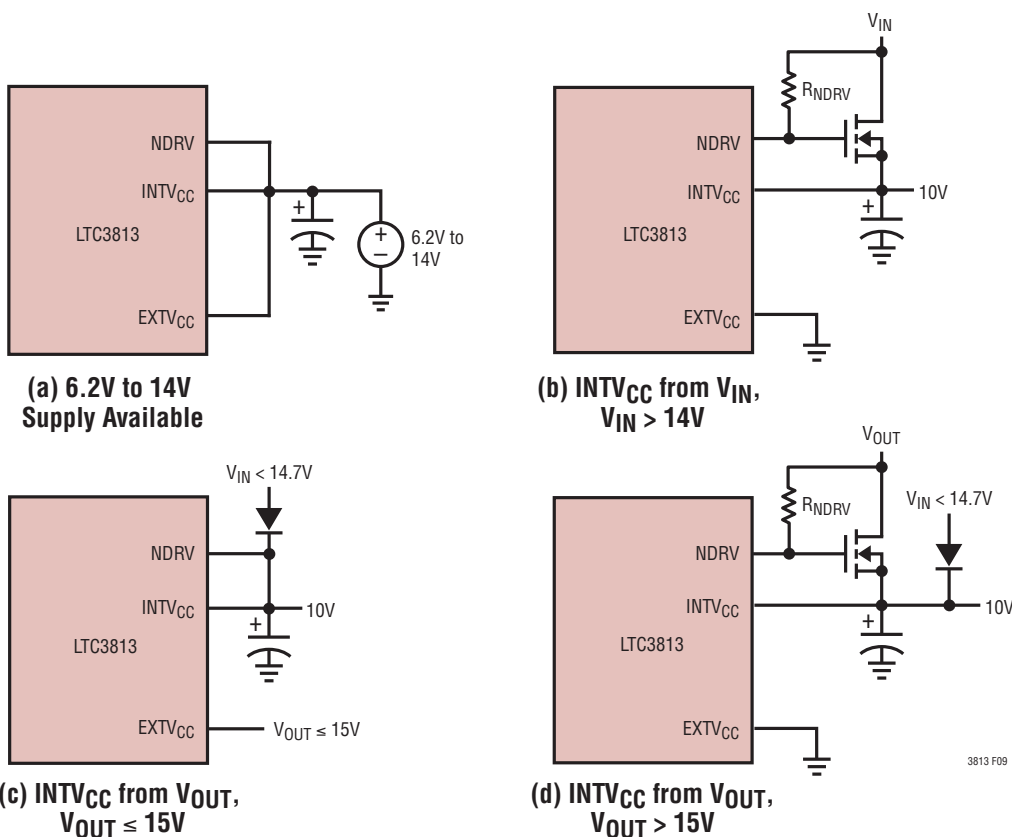 NDRV
INTVCC
LTC3813
EXTVCC
+
+
−
6.2V to
14V
(a) 6.2V to 14V
Supply Available
VIN
RNDRV
NDRV
INTVCC
10V
+
LTC3813
EXTVCC
(b) INTVCC from VIN,
VIN > 14V
VIN < 14.7V
NDRV
INTVCC
10V
+
LTC3813
EXTVCC
VOUT ≤ 15V
(c) INTVCC from VOUT,
VOUT ≤ 15V
VOUT
RNDRV
VIN < 14.7V
NDRV
INTVCC
10V
+
LTC3813
EXTVCC
3813 F09
(d) INTVCC from VOUT,
VOUT > 15V